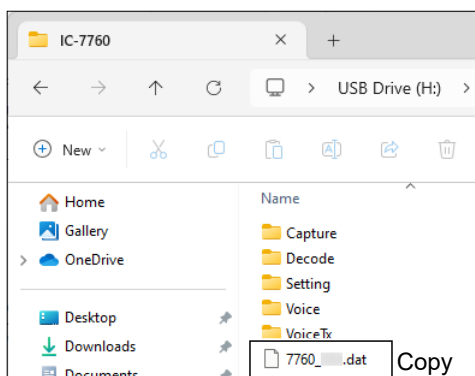 IC-7760
USB Drive (H:)
New
Home
Gallery
OneDrive
Desktop
Downloads
Documents
Name
Capture
Decode
Setting
Voice
VoiceTx
7760_ .dat
Copy